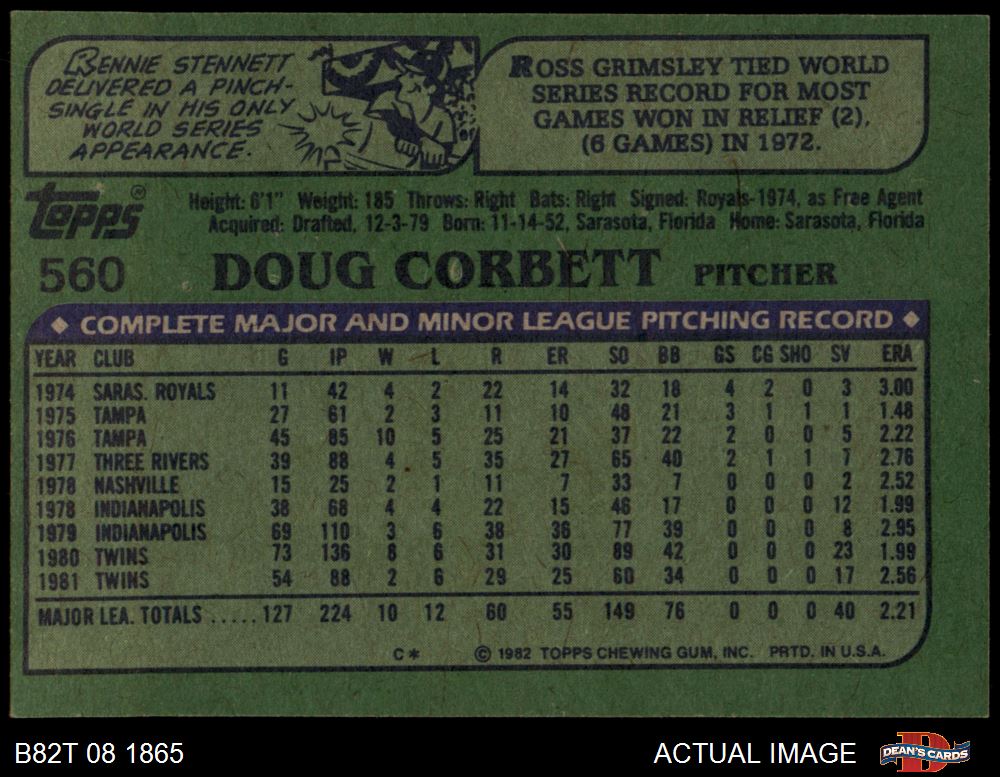 RENNIE STENNETT
DELIVERED A PINCH-
SINGLE IN HIS ONLY
WORLD SERIES
APPEARANCE.
ROSS GRIMSLEY TIED WORLD
SERIES RECORD FOR MOST
GAMES WON IN RELIEF (2),
(6 GAMES) IN 1972.
topps®
Height: 6'1" Weight: 185 Throws: Right Bats: Right Signed: Royals-1974, as Free Agent
Acquired: Drafted, 12-3-79 Born: 11-14-52, Sarasota, Florida Home: Sarasota, Florida
560 DOUG CORBETT PITCHER
◆ COMPLETE MAJOR AND MINOR LEAGUE PITCHING RECORD ◆
YEAR CLUB G IP W L R ER SO BB GS CG SHO SV ERA
1974 SARAS. ROYALS 11 42 4 2 22 14 32 18 4 2 0 3 3.00
1975 TAMPA 27 61 2 3 11 10 48 21 3 1 1 1 1.48
1976 TAMPA 45 85 10 5 25 21 37 22 2 0 0 5 2.22
1977 THREE RIVERS 39 88 4 5 35 27 65 40 2 1 1 7 2.76
1978 NASHVILLE 15 25 2 1 11 7 33 7 0 0 0 2 2.52
1978 INDIANAPOLIS 38 68 4 4 22 15 46 17 0 0 0 12 1.99
1979 INDIANAPOLIS 69 110 3 6 38 36 77 39 0 0 0 8 2.95
1980 TWINS 73 136 8 6 31 30 89 42 0 0 0 23 1.99
1981 TWINS 54 88 2 6 29 25 60 34 0 0 0 17 2.56
MAJOR LEA. TOTALS ..... 127 224 10 12 60 55 149 76 0 0 0 40 2.21
C* © 1982 TOPPS CHEWING GUM, INC. PRTD. IN U.S.A.
B82T 08 1865 ACTUAL IMAGE DEAN'S CARDS